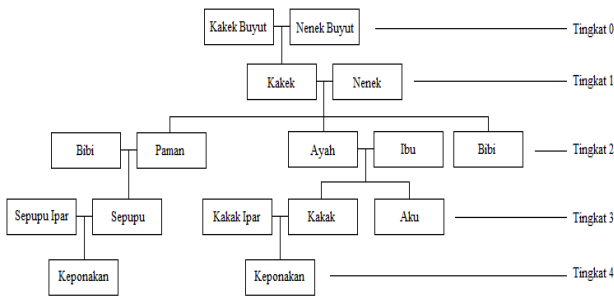 Kakek Buyut Nenek Buyut Tingkat 0
Kakek Nenek Tingkat 1
Bibi Paman Ayah Ibu Bibi Tingkat 2
Sepupu Ipar Sepupu Kakak Ipar Kakak Aku Tingkat 3
Keponakan Keponakan Tingkat 4